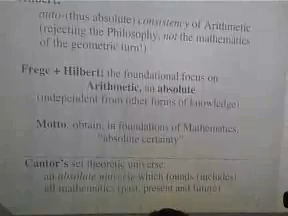 Hilbert:
auto-(thus absolute) consistency of Arithmetic
(rejecting the Philosophy, not the mathematics
of the geometric turn!)
Frege + Hilbert: the foundational focus on
Arithmetic, an absolute
(independent from other forms of knowledge)
Motto: obtain, in foundations of Mathematics,
"absolute certainty"
Cantor's set theoretic universe:
an absolute universe which founds (includes)
all mathematics (past, present and future)